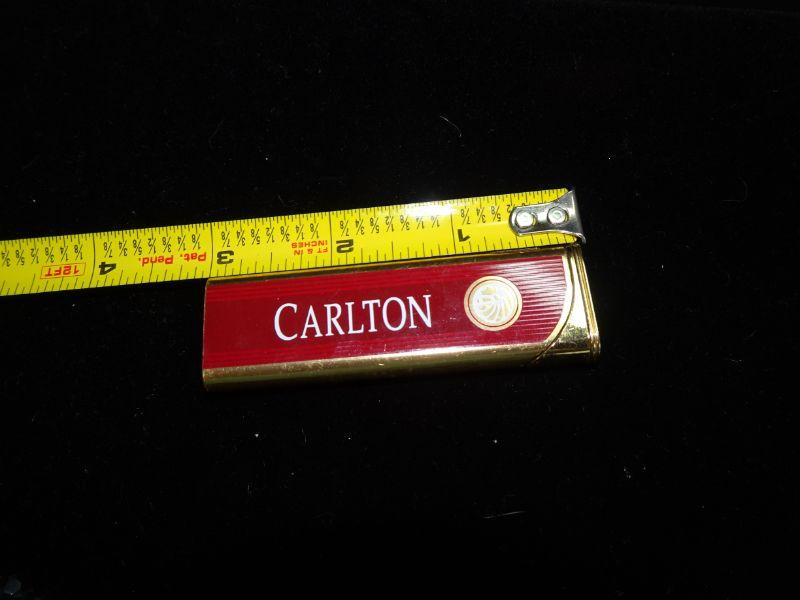 CARLTON
1
2
FT & IN
INCHES
3
Pat. Pend.
4
12FT